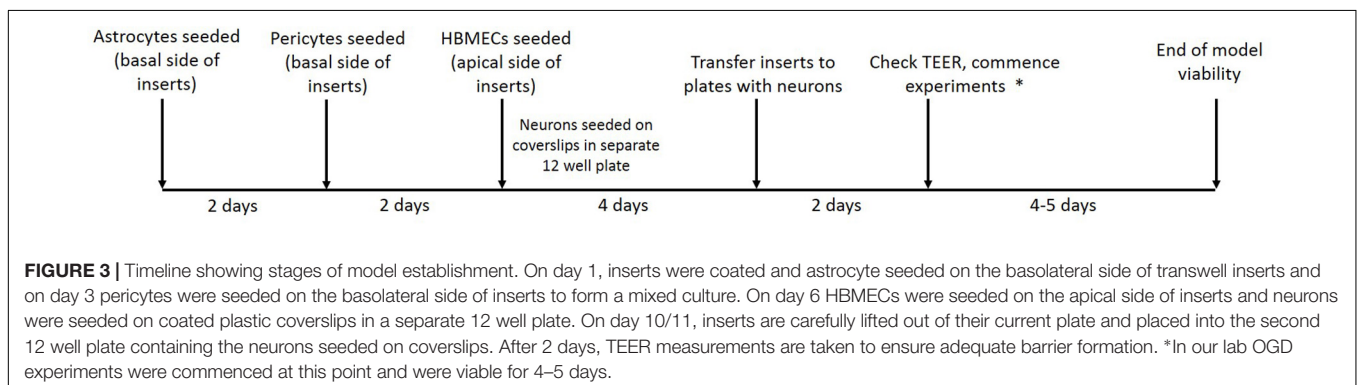 Astrocytes seeded
(basal side of
inserts)
Pericytes seeded
(basal side of
inserts)
HBMECs seeded
(apical side of
inserts)
Neurons seeded on
coverslips in separate
12 well plate
Transfer inserts to
plates with neurons
Check TEER, commence
experiments *
End of model
viability
2 days
2 days
4 days
2 days
4-5 days
FIGURE 3 | Timeline showing stages of model establishment. On day 1, inserts were coated and astrocyte seeded on the basolateral side of transwell inserts and
on day 3 pericytes were seeded on the basolateral side of inserts to form a mixed culture. On day 6 HBMECs were seeded on the apical side of inserts and neurons
were seeded on coated plastic coverslips in a separate 12 well plate. On day 10/11, inserts are carefully lifted out of their current plate and placed into the second
12 well plate containing the neurons seeded on coverslips. After 2 days, TEER measurements are taken to ensure adequate barrier formation. *In our lab OGD
experiments were commenced at this point and were viable for 4–5 days.